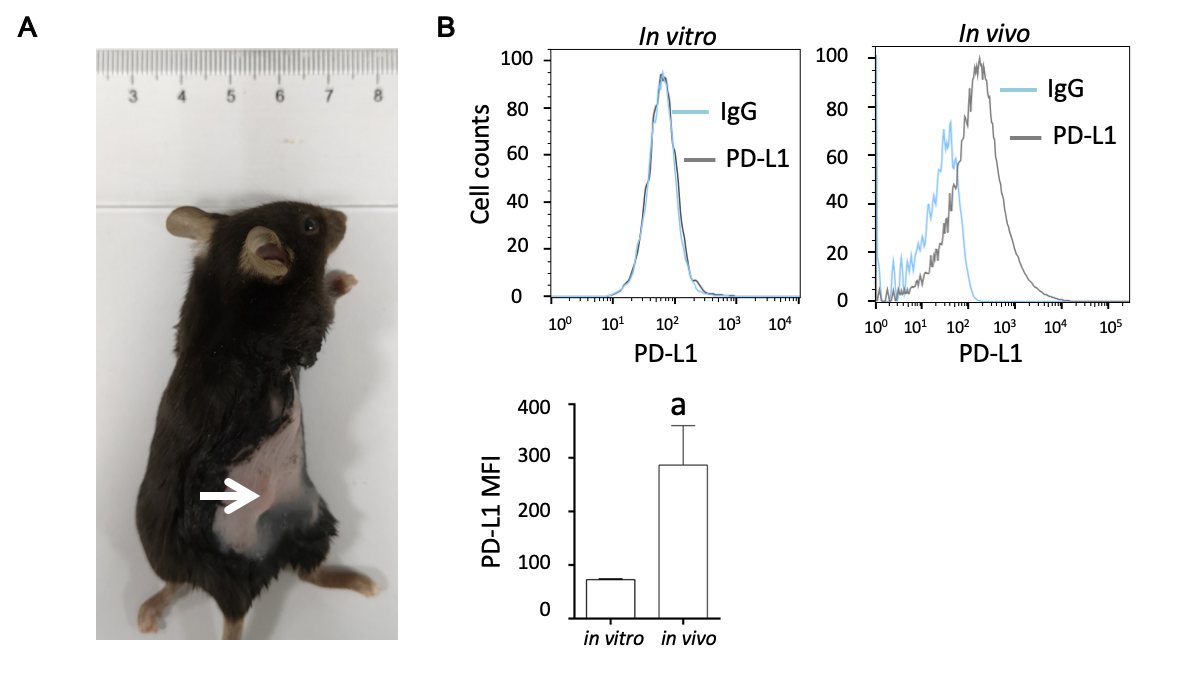 A
3 4 5 6 7 8
B
In vitro
100
80
60
40
20
0
Cell counts
IgG
PD-L1
10⁰ 10¹ 10² 10³ 10⁴
PD-L1
In vivo
100
80
60
40
20
0
IgG
PD-L1
10⁰ 10¹ 10² 10³ 10⁴ 10⁵
PD-L1
400
300
200
100
0
PD-L1 MFI
a
in vitro in vivo